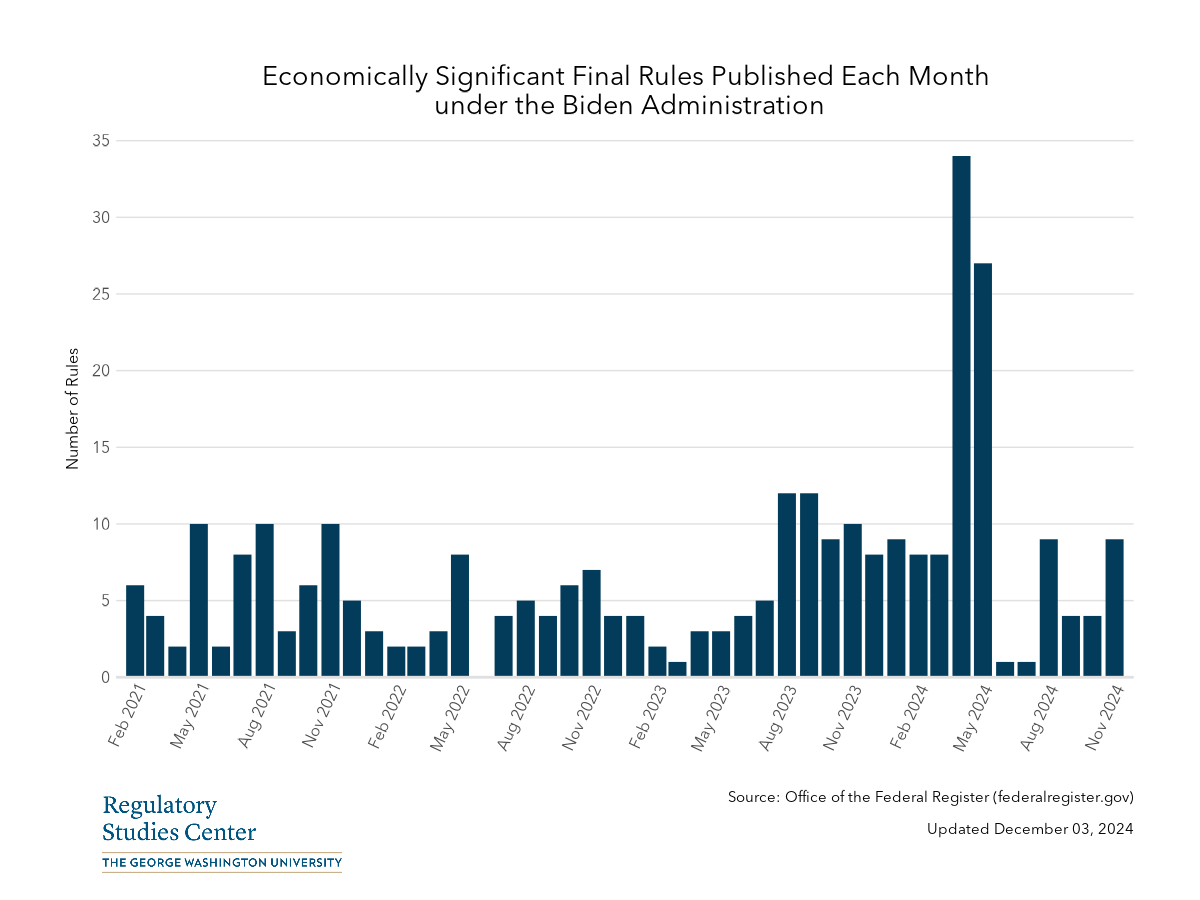 Economically Significant Final Rules Published Each Month
under the Biden Administration
Number of Rules
35
30
25
20
15
10
5
0
Feb 2021
May 2021
Aug 2021
Nov 2021
Feb 2022
May 2022
Aug 2022
Nov 2022
Feb 2023
May 2023
Aug 2023
Nov 2023
Feb 2024
May 2024
Aug 2024
Nov 2024
Regulatory
Studies Center
THE GEORGE WASHINGTON UNIVERSITY
Source: Office of the Federal Register (federalregister.gov)
Updated December 03, 2024